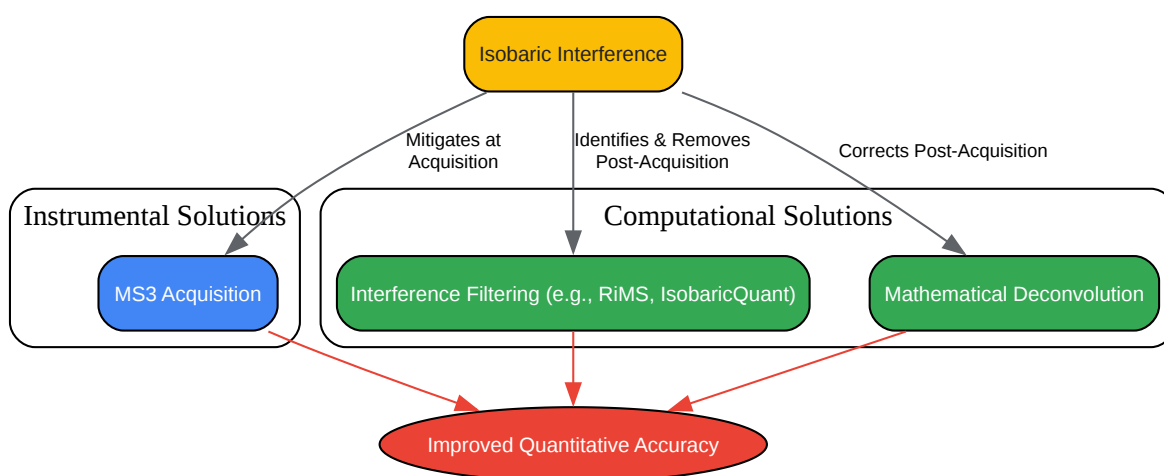 Isobaric Interference
Mitigates at
Acquisition
Identifies & Removes
Post-Acquisition
Corrects Post-Acquisition
Instrumental Solutions
Computational Solutions
MS3 Acquisition
Interference Filtering (e.g., RiMS, IsobaricQuant)
Mathematical Deconvolution
Improved Quantitative Accuracy